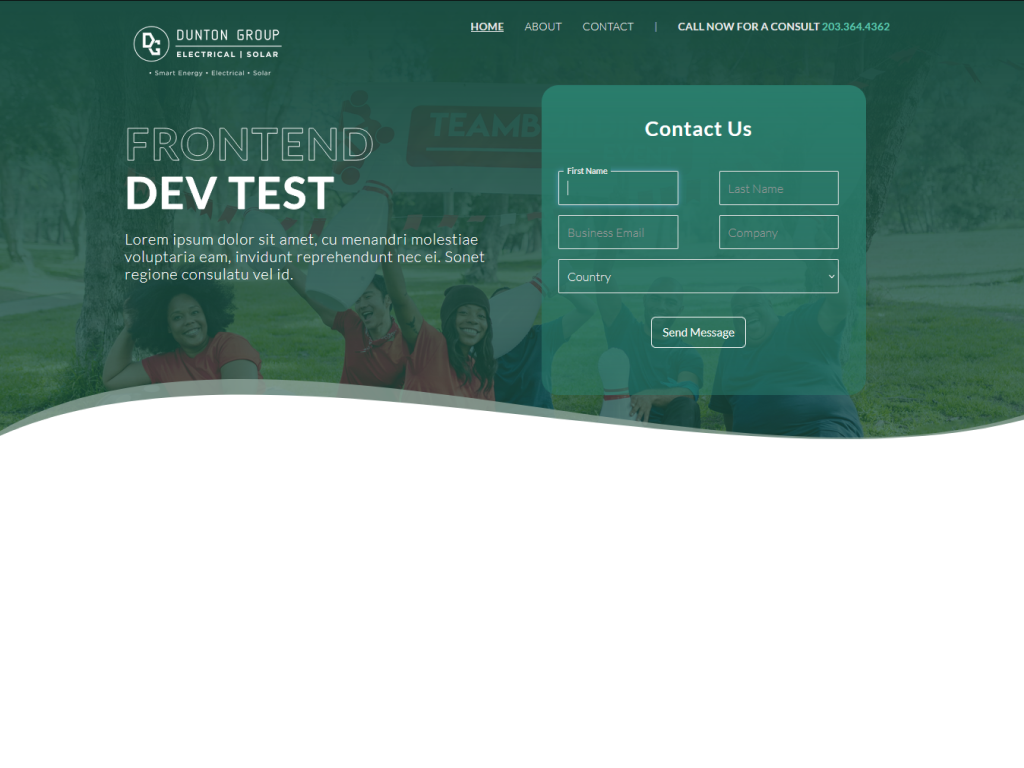 DG
DUNTON GROUP
ELECTRICAL | SOLAR
• Smart Energy • Electrical • Solar
HOME ABOUT CONTACT | CALL NOW FOR A CONSULT 203.364.4362
TEAMB
FRONTEND
DEV TEST
Lorem ipsum dolor sit amet, cu menandri molestiae
voluptaria eam, invidunt reprehendunt nec ei. Sonet
regione consulatu vel id.
Contact Us
First Name
Last Name
Business Email
Company
Country
Send Message